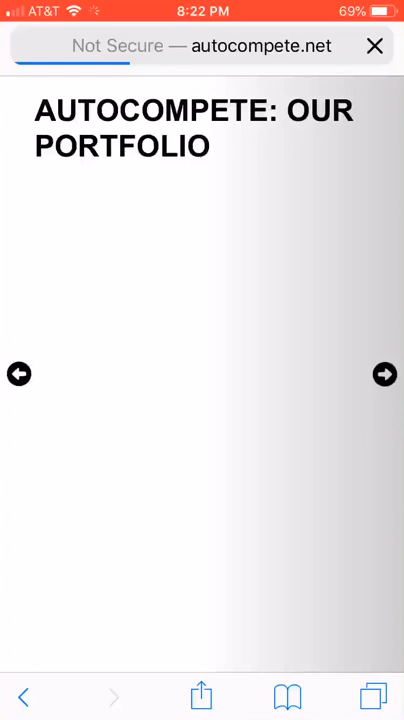 AT&T 8:22 PM 69%
Not Secure — autocompete.net
AUTOCOMPETE: OUR
PORTFOLIO